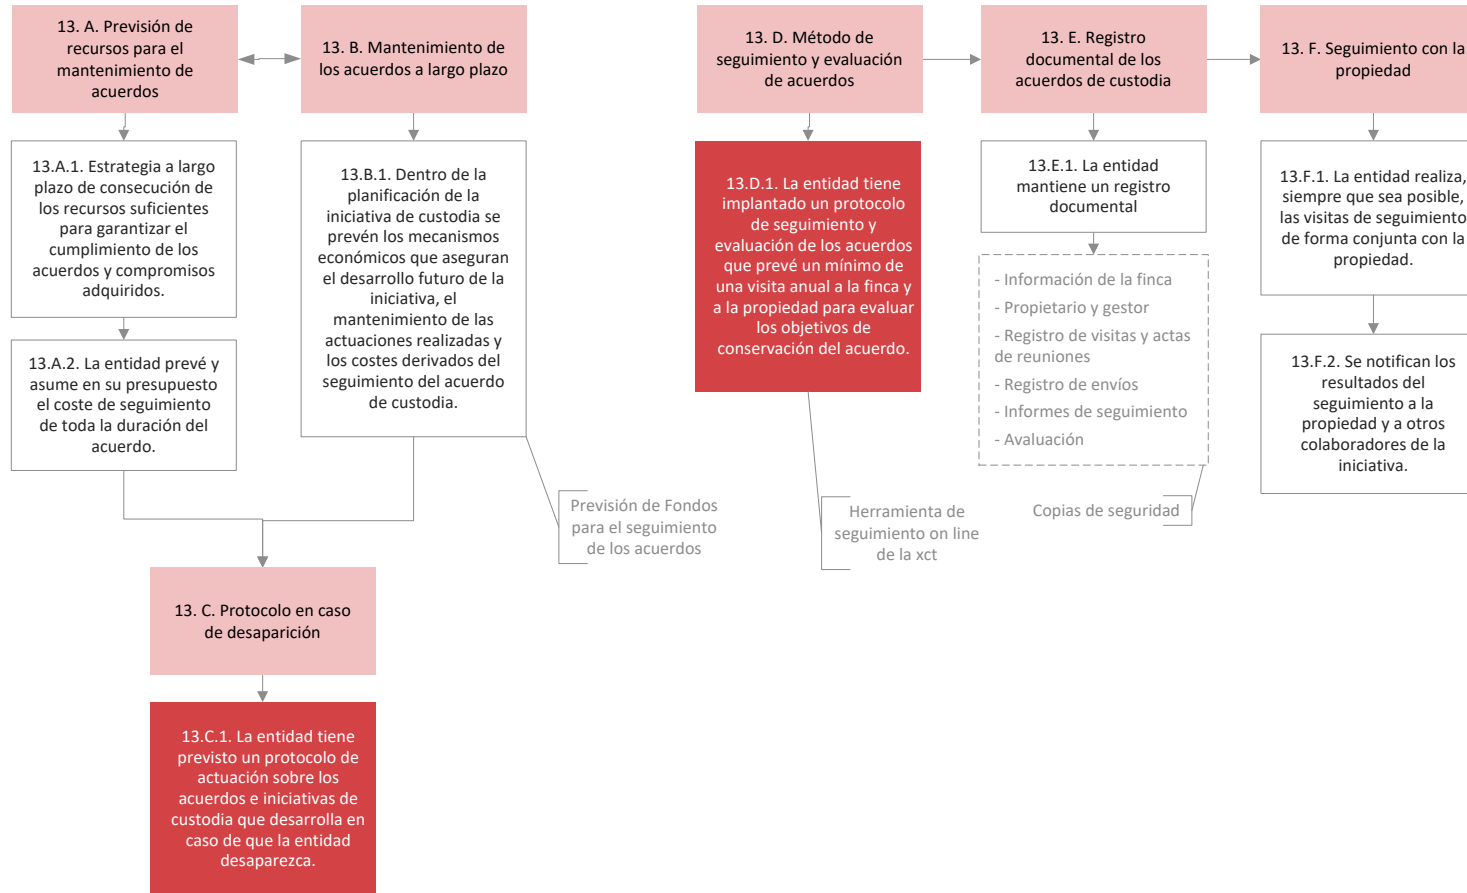 13. A. Previsión de
recursos para el
mantenimiento de
acuerdos
13. B. Mantenimiento de
los acuerdos a largo plazo
13. D. Método de
seguimiento y evaluación
de acuerdos
13. E. Registro
documental de los
acuerdos de custodia
13. F. Seguimiento con la
propiedad
13.A.1. Estrategia a largo
plazo de consecución de
los recursos suficientes
para garantizar el
cumplimiento de los
acuerdos y compromisos
adquiridos.
13.A.2. La entidad prevé y
asume en su presupuesto
el coste de seguimiento
de toda la duración del
acuerdo.
13.B.1. Dentro de la
planificación de la
iniciativa de custodia se
prevén los mecanismos
económicos que aseguran
el desarrollo futuro de la
iniciativa, el
mantenimiento de las
actuaciones realizadas y
los costes derivados del
seguimiento del acuerdo
de custodia.
Previsión de Fondos
para el seguimiento
de los acuerdos
13. C. Protocolo en caso
de desaparición
13.C.1. La entidad tiene
previsto un protocolo de
actuación sobre los
acuerdos e iniciativas de
custodia que desarrolla en
caso de que la entidad
desaparezca.
13.D.1. La entidad tiene
implantado un protocolo
de seguimiento y
evaluación de los acuerdos
que prevé un mínimo de
una visita anual a la finca y
a la propiedad para evaluar
los objetivos de
conservación del acuerdo.
Herramienta de
seguimiento on line
de la xct
13.E.1. La entidad
mantiene un registro
documental
- Información de la finca
- Propietario y gestor
- Registro de visitas y actas
de reuniones
- Registro de envíos
- Informes de seguimiento
- Avaluación
Copias de seguridad
13.F.1. La entidad realiza,
siempre que sea posible,
las visitas de seguimiento
de forma conjunta con la
propiedad.
13.F.2. Se notifican los
resultados del
seguimiento a la
propiedad y a otros
colaboradores de la
iniciativa.